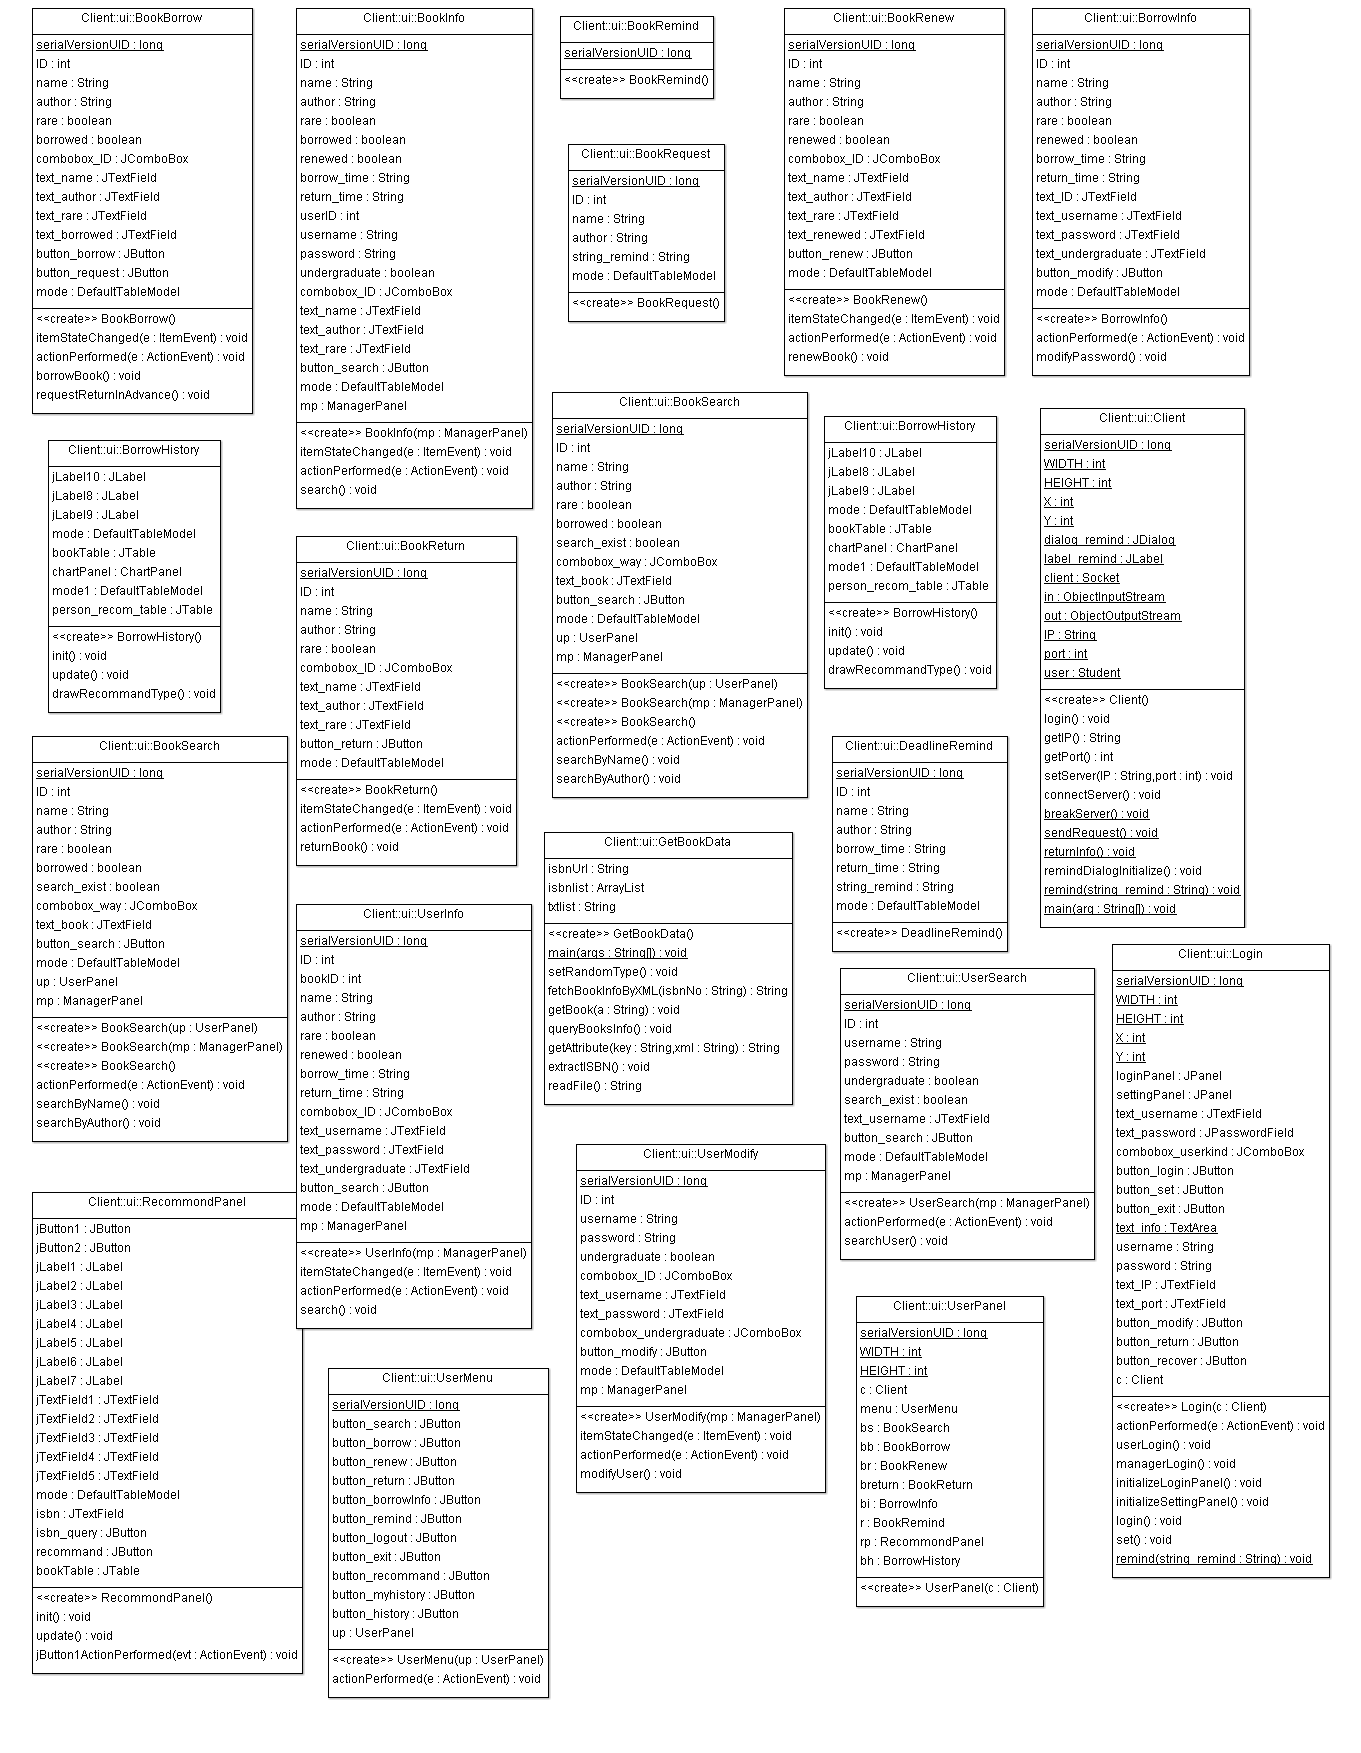 Client::ui::BookBorrow
serialVersionUID : long
ID : int
name : String
author : String
rare : boolean
borrowed : boolean
combobox_ID : JComboBox
text_name : JTextField
text_author : JTextField
text_rare : JTextField
text_borrowed : JTextField
button_borrow : JButton
button_request : JButton
mode : DefaultTableModel
<<create>> BookBorrow()
itemStateChanged(e : ItemEvent) : void
actionPerformed(e : ActionEvent) : void
borrowBook() : void
requestReturnInAdvance() : void
Client::ui::BookInfo
serialVersionUID : long
ID : int
name : String
author : String
rare : boolean
borrowed : boolean
renewed : boolean
borrow_time : String
return_time : String
userID : int
username : String
password : String
undergraduate : boolean
combobox_ID : JComboBox
text_name : JTextField
text_author : JTextField
text_rare : JTextField
button_search : JButton
mode : DefaultTableModel
mp : ManagerPanel
<<create>> BookInfo(mp : ManagerPanel)
itemStateChanged(e : ItemEvent) : void
actionPerformed(e : ActionEvent) : void
search() : void
Client::ui::BookRemind
serialVersionUID : long
<<create>> BookRemind()
Client::ui::BookRequest
serialVersionUID : long
ID : int
name : String
author : String
string_remind : String
mode : DefaultTableModel
<<create>> BookRequest()
Client::ui::BookRenew
serialVersionUID : long
ID : int
name : String
author : String
rare : boolean
renewed : boolean
combobox_ID : JComboBox
text_name : JTextField
text_author : JTextField
text_rare : JTextField
text_renewed : JTextField
button_renew : JButton
mode : DefaultTableModel
<<create>> BookRenew()
itemStateChanged(e : ItemEvent) : void
actionPerformed(e : ActionEvent) : void
renewBook() : void
Client::ui::BorrowInfo
serialVersionUID : long
ID : int
name : String
author : String
rare : boolean
renewed : boolean
borrow_time : String
return_time : String
text_ID : JTextField
text_username : JTextField
text_password : JTextField
text_undergraduate : JTextField
button_modify : JButton
mode : DefaultTableModel
<<create>> BorrowInfo()
actionPerformed(e : ActionEvent) : void
modifyPassword() : void
Client::ui::BorrowHistory
jLabel10 : JLabel
jLabel8 : JLabel
jLabel9 : JLabel
mode : DefaultTableModel
bookTable : JTable
chartPanel : ChartPanel
mode1 : DefaultTableModel
person_recom_table : JTable
<<create>> BorrowHistory()
init() : void
update() : void
drawRecommandType() : void
Client::ui::BookReturn
serialVersionUID : long
ID : int
name : String
author : String
rare : boolean
combobox_ID : JComboBox
text_name : JTextField
text_author : JTextField
text_rare : JTextField
button_return : JButton
mode : DefaultTableModel
<<create>> BookReturn()
itemStateChanged(e : ItemEvent) : void
actionPerformed(e : ActionEvent) : void
returnBook() : void
Client::ui::BookSearch
serialVersionUID : long
ID : int
name : String
author : String
rare : boolean
borrowed : boolean
search_exist : boolean
combobox_way : JComboBox
text_book : JTextField
button_search : JButton
mode : DefaultTableModel
up : UserPanel
mp : ManagerPanel
<<create>> BookSearch(up : UserPanel)
<<create>> BookSearch(mp : ManagerPanel)
<<create>> BookSearch()
actionPerformed(e : ActionEvent) : void
searchByName() : void
searchByAuthor() : void
Client::ui::BorrowHistory
jLabel10 : JLabel
jLabel8 : JLabel
jLabel9 : JLabel
mode : DefaultTableModel
bookTable : JTable
chartPanel : ChartPanel
mode1 : DefaultTableModel
person_recom_table : JTable
<<create>> BorrowHistory()
init() : void
update() : void
drawRecommandType() : void
Client::ui::Client
serialVersionUID : long
WIDTH : int
HEIGHT : int
X : int
Y : int
dialog_remind : JDialog
label_remind : JLabel
client : Socket
in : ObjectInputStream
out : ObjectOutputStream
IP : String
port : int
user : Student
<<create>> Client()
login() : void
getIP() : String
getPort() : int
setServer(IP : String,port : int) : void
connectServer() : void
breakServer() : void
sendRequest() : void
returnInfo() : void
remindDialogInitialize() : void
remind(string_remind : String) : void
main(arg : String[]) : void
Client::ui::BookSearch
serialVersionUID : long
ID : int
name : String
author : String
rare : boolean
borrowed : boolean
search_exist : boolean
combobox_way : JComboBox
text_book : JTextField
button_search : JButton
mode : DefaultTableModel
up : UserPanel
mp : ManagerPanel
<<create>> BookSearch(up : UserPanel)
<<create>> BookSearch(mp : ManagerPanel)
<<create>> BookSearch()
actionPerformed(e : ActionEvent) : void
searchByName() : void
searchByAuthor() : void
Client::ui::UserInfo
serialVersionUID : long
ID : int
bookID : int
name : String
author : String
rare : boolean
renewed : boolean
borrow_time : String
return_time : String
combobox_ID : JComboBox
text_username : JTextField
text_password : JTextField
text_undergraduate : JTextField
button_search : JButton
mode : DefaultTableModel
mp : ManagerPanel
<<create>> UserInfo(mp : ManagerPanel)
itemStateChanged(e : ItemEvent) : void
actionPerformed(e : ActionEvent) : void
search() : void
Client::ui::GetBookData
isbnUrl : String
isbnlist : ArrayList
txtlist : String
<<create>> GetBookData()
main(args : String[]) : void
setRandomType() : void
fetchBookInfoByXML(isbnNo : String) : String
getBook(a : String) : void
queryBooksInfo() : void
getAttribute(key : String,xml : String) : String
extractISBN() : void
readFile() : String
Client::ui::DeadlineRemind
serialVersionUID : long
ID : int
name : String
author : String
borrow_time : String
return_time : String
string_remind : String
mode : DefaultTableModel
<<create>> DeadlineRemind()
Client::ui::UserSearch
serialVersionUID : long
ID : int
username : String
password : String
undergraduate : boolean
search_exist : boolean
text_username : JTextField
button_search : JButton
mode : DefaultTableModel
mp : ManagerPanel
<<create>> UserSearch(mp : ManagerPanel)
actionPerformed(e : ActionEvent) : void
searchUser() : void
Client::ui::Login
serialVersionUID : long
WIDTH : int
HEIGHT : int
X : int
Y : int
loginPanel : JPanel
settingPanel : JPanel
text_username : JTextField
text_password : JPasswordField
combobox_userkind : JComboBox
button_login : JButton
button_set : JButton
button_exit : JButton
text_info : TextArea
username : String
password : String
text_IP : JTextField
text_port : JTextField
button_modify : JButton
button_return : JButton
button_recover : JButton
c : Client
<<create>> Login(c : Client)
actionPerformed(e : ActionEvent) : void
userLogin() : void
managerLogin() : void
initializeLoginPanel() : void
initializeSettingPanel() : void
login() : void
set() : void
remind(string_remind : String) : void
Client::ui::RecommondPanel
jButton1 : JButton
jButton2 : JButton
jLabel1 : JLabel
jLabel2 : JLabel
jLabel3 : JLabel
jLabel4 : JLabel
jLabel5 : JLabel
jLabel6 : JLabel
jLabel7 : JLabel
jTextField1 : JTextField
jTextField2 : JTextField
jTextField3 : JTextField
jTextField4 : JTextField
jTextField5 : JTextField
mode : DefaultTableModel
isbn : JTextField
isbn_query : JButton
recommand : JButton
bookTable : JTable
<<create>> RecommondPanel()
init() : void
update() : void
jButton1ActionPerformed(evt : ActionEvent) : void
Client::ui::UserMenu
serialVersionUID : long
button_search : JButton
button_borrow : JButton
button_renew : JButton
button_return : JButton
button_borrowInfo : JButton
button_remind : JButton
button_logout : JButton
button_exit : JButton
button_recommand : JButton
button_myhistory : JButton
button_history : JButton
up : UserPanel
<<create>> UserMenu(up : UserPanel)
actionPerformed(e : ActionEvent) : void
Client::ui::UserModify
serialVersionUID : long
ID : int
username : String
password : String
undergraduate : boolean
combobox_ID : JComboBox
text_username : JTextField
text_password : JTextField
combobox_undergraduate : JComboBox
button_modify : JButton
mode : DefaultTableModel
mp : ManagerPanel
<<create>> UserModify(mp : ManagerPanel)
itemStateChanged(e : ItemEvent) : void
actionPerformed(e : ActionEvent) : void
modifyUser() : void
Client::ui::UserPanel
serialVersionUID : long
WIDTH : int
HEIGHT : int
c : Client
menu : UserMenu
bs : BookSearch
bb : BookBorrow
br : BookRenew
breturn : BookReturn
bi : BorrowInfo
r : BookRemind
rp : RecommondPanel
bh : BorrowHistory
<<create>> UserPanel(c : Client)